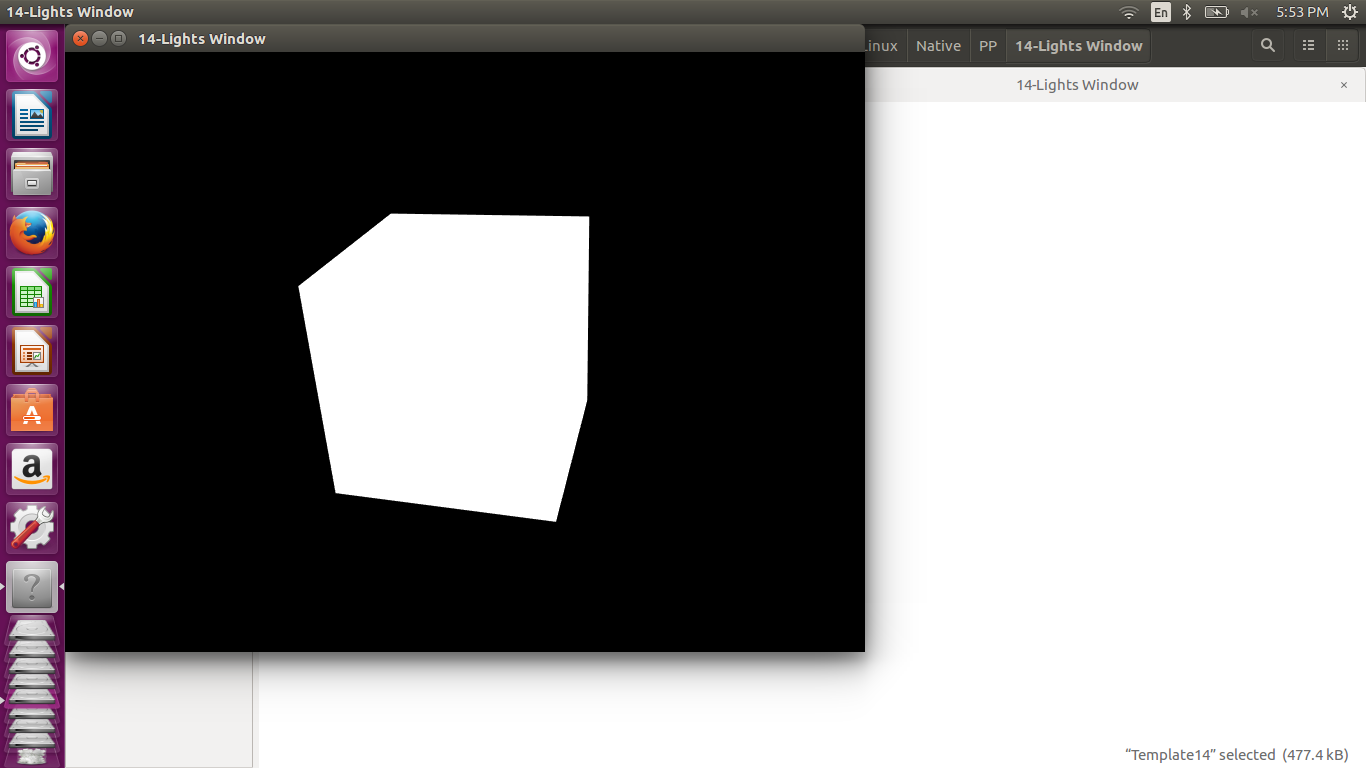 14-Lights Window
En
5:53 PM
14-Lights Window
inux
Native
PP
14-Lights Window
14-Lights Window
×
a
A
?
“Template14” selected (477.4 kB)